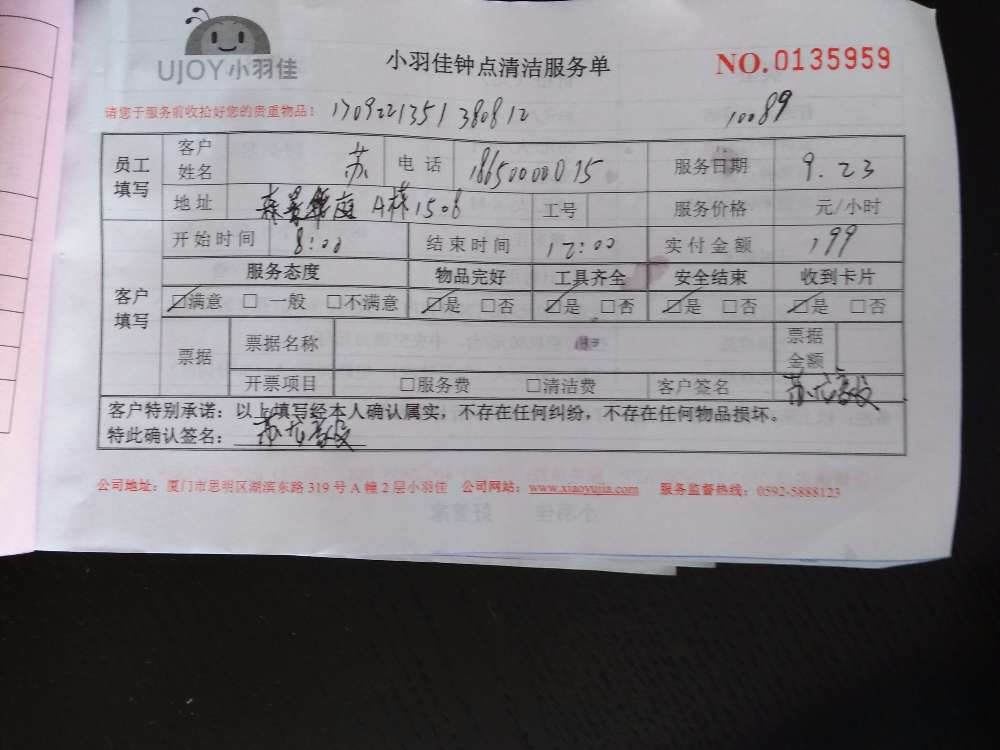 UJOY小羽佳
小羽佳钟点清洁服务单
NO.0135959
请您于服务前收拾好您的贵重物品! 1709221351380812 10089
员工填写 客户姓名 苏 电话 18650000015 服务日期 9.23
地址 森景华庭 A栋1508 工号 服务价格 元/小时
客户填写 开始时间 8:00 结束时间 12:00 实付金额 199
服务态度 物品完好 工具齐全 安全结束 收到卡片
☑满意 □ 一般 □不满意 ☑是 □否 ☑是 □否 ☑是 □否 ☑是 □否
票据 票据名称 票据金额
开票项目 □服务费 □清洁费 客户签名 苏
客户特别承诺:以上填写经本人确认属实,不存在任何纠纷,不存在任何物品损坏。
特此确认签名: 苏
公司地址:厦门市思明区湖滨东路 319 号 A 幢 2 层小羽佳 公司网站:www.xiaoyujia.com 服务监督热线:0592-5888123